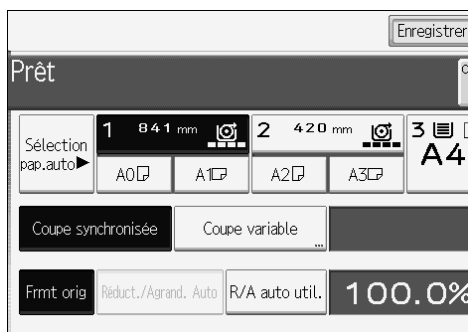 Enregistrer
Prêt
Sélection
pap.auto▶
1 841 mm
2 420 mm
3
A4
A0
A1
A2
A3
Coupe synchronisée
Coupe variable
...
Frmt orig
Réduct./Agrand. Auto
R/A auto util.
100.0%